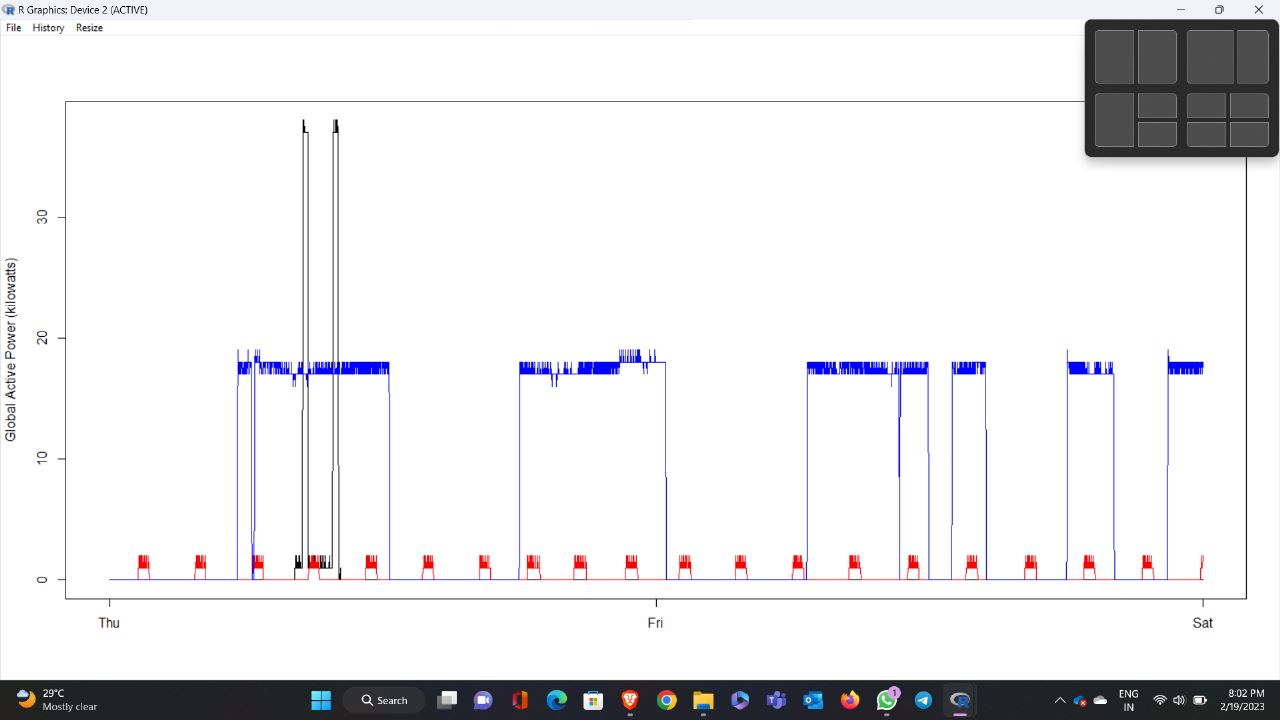 R Graphics: Device 2 (ACTIVE)
File History Resize
Global Active Power (kilowatts)
30
20
10
0
Thu Fri Sat
29°C
Mostly clear
Search
1
ENG
IN
8:02 PM
2/19/2023